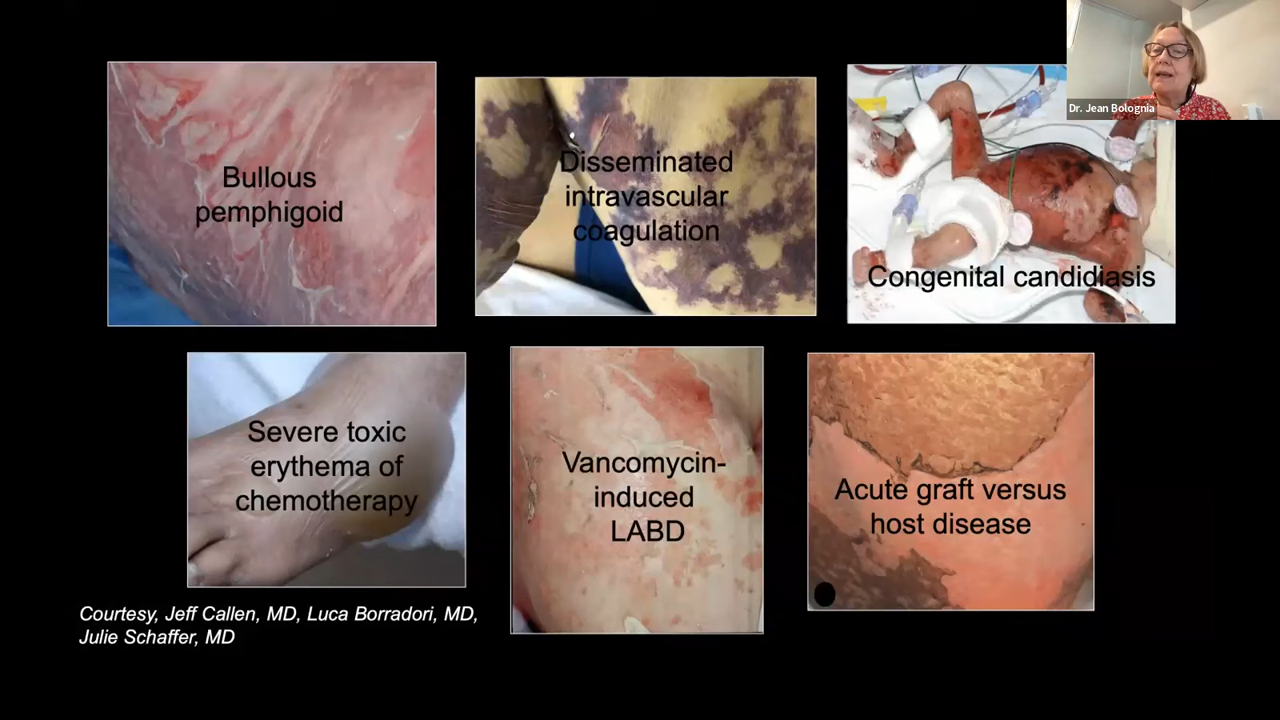 Dr. Jean Bolognia
Bullous
pemphigoid
Disseminated
intravascular
coagulation
Congenital candidiasis
Severe toxic
erythema of
chemotherapy
Vancomycin-
induced
LABD
Acute graft versus
host disease
Courtesy, Jeff Callen, MD, Luca Borradori, MD,
Julie Schaffer, MD